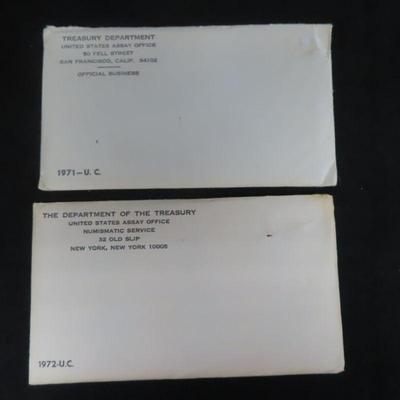 TREASURY DEPARTMENT
UNITED STATES ASSAY OFFICE
50 FELL STREET
SAN FRANCISCO, CALIF. 94102
OFFICIAL BUSINESS
1971-U.C.
THE DEPARTMENT OF THE TREASURY
UNITED STATES ASSAY OFFICE
NUMISMATIC SERVICE
32 OLD SLIP
NEW YORK, NEW YORK 10005
1972-U.C.